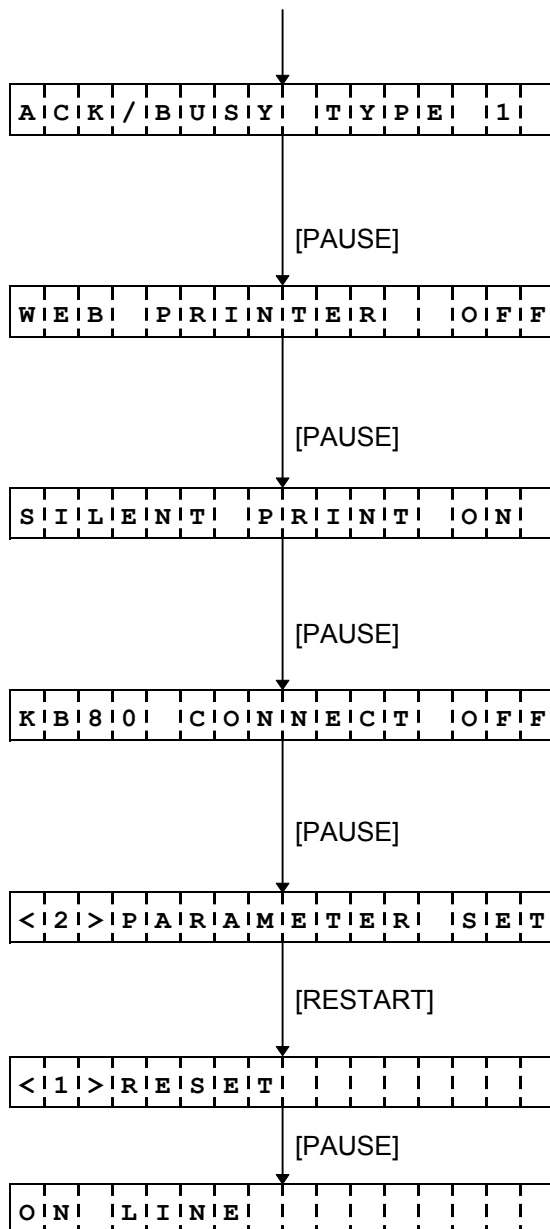 ACK/BUSY TYPE 1
[PAUSE]
WEB PRINTER OFF
[PAUSE]
SILENT PRINT ON
[PAUSE]
KB80 CONNECT OFF
[PAUSE]
<2>PARAMETER SET
[RESTART]
<1>RESET
[PAUSE]
ON LINE